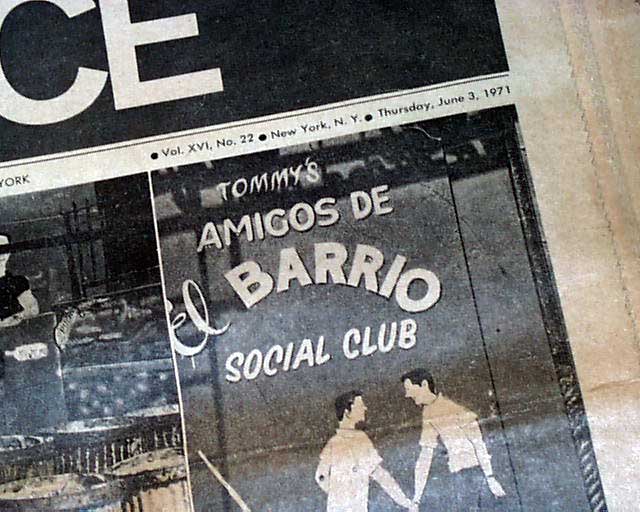 CE
YORK
• Vol. XVI, No. 22 • New York, N. Y. • Thursday, June 3, 1971
TOMMY'S
AMIGOS DE
el BARRIO
SOCIAL CLUB